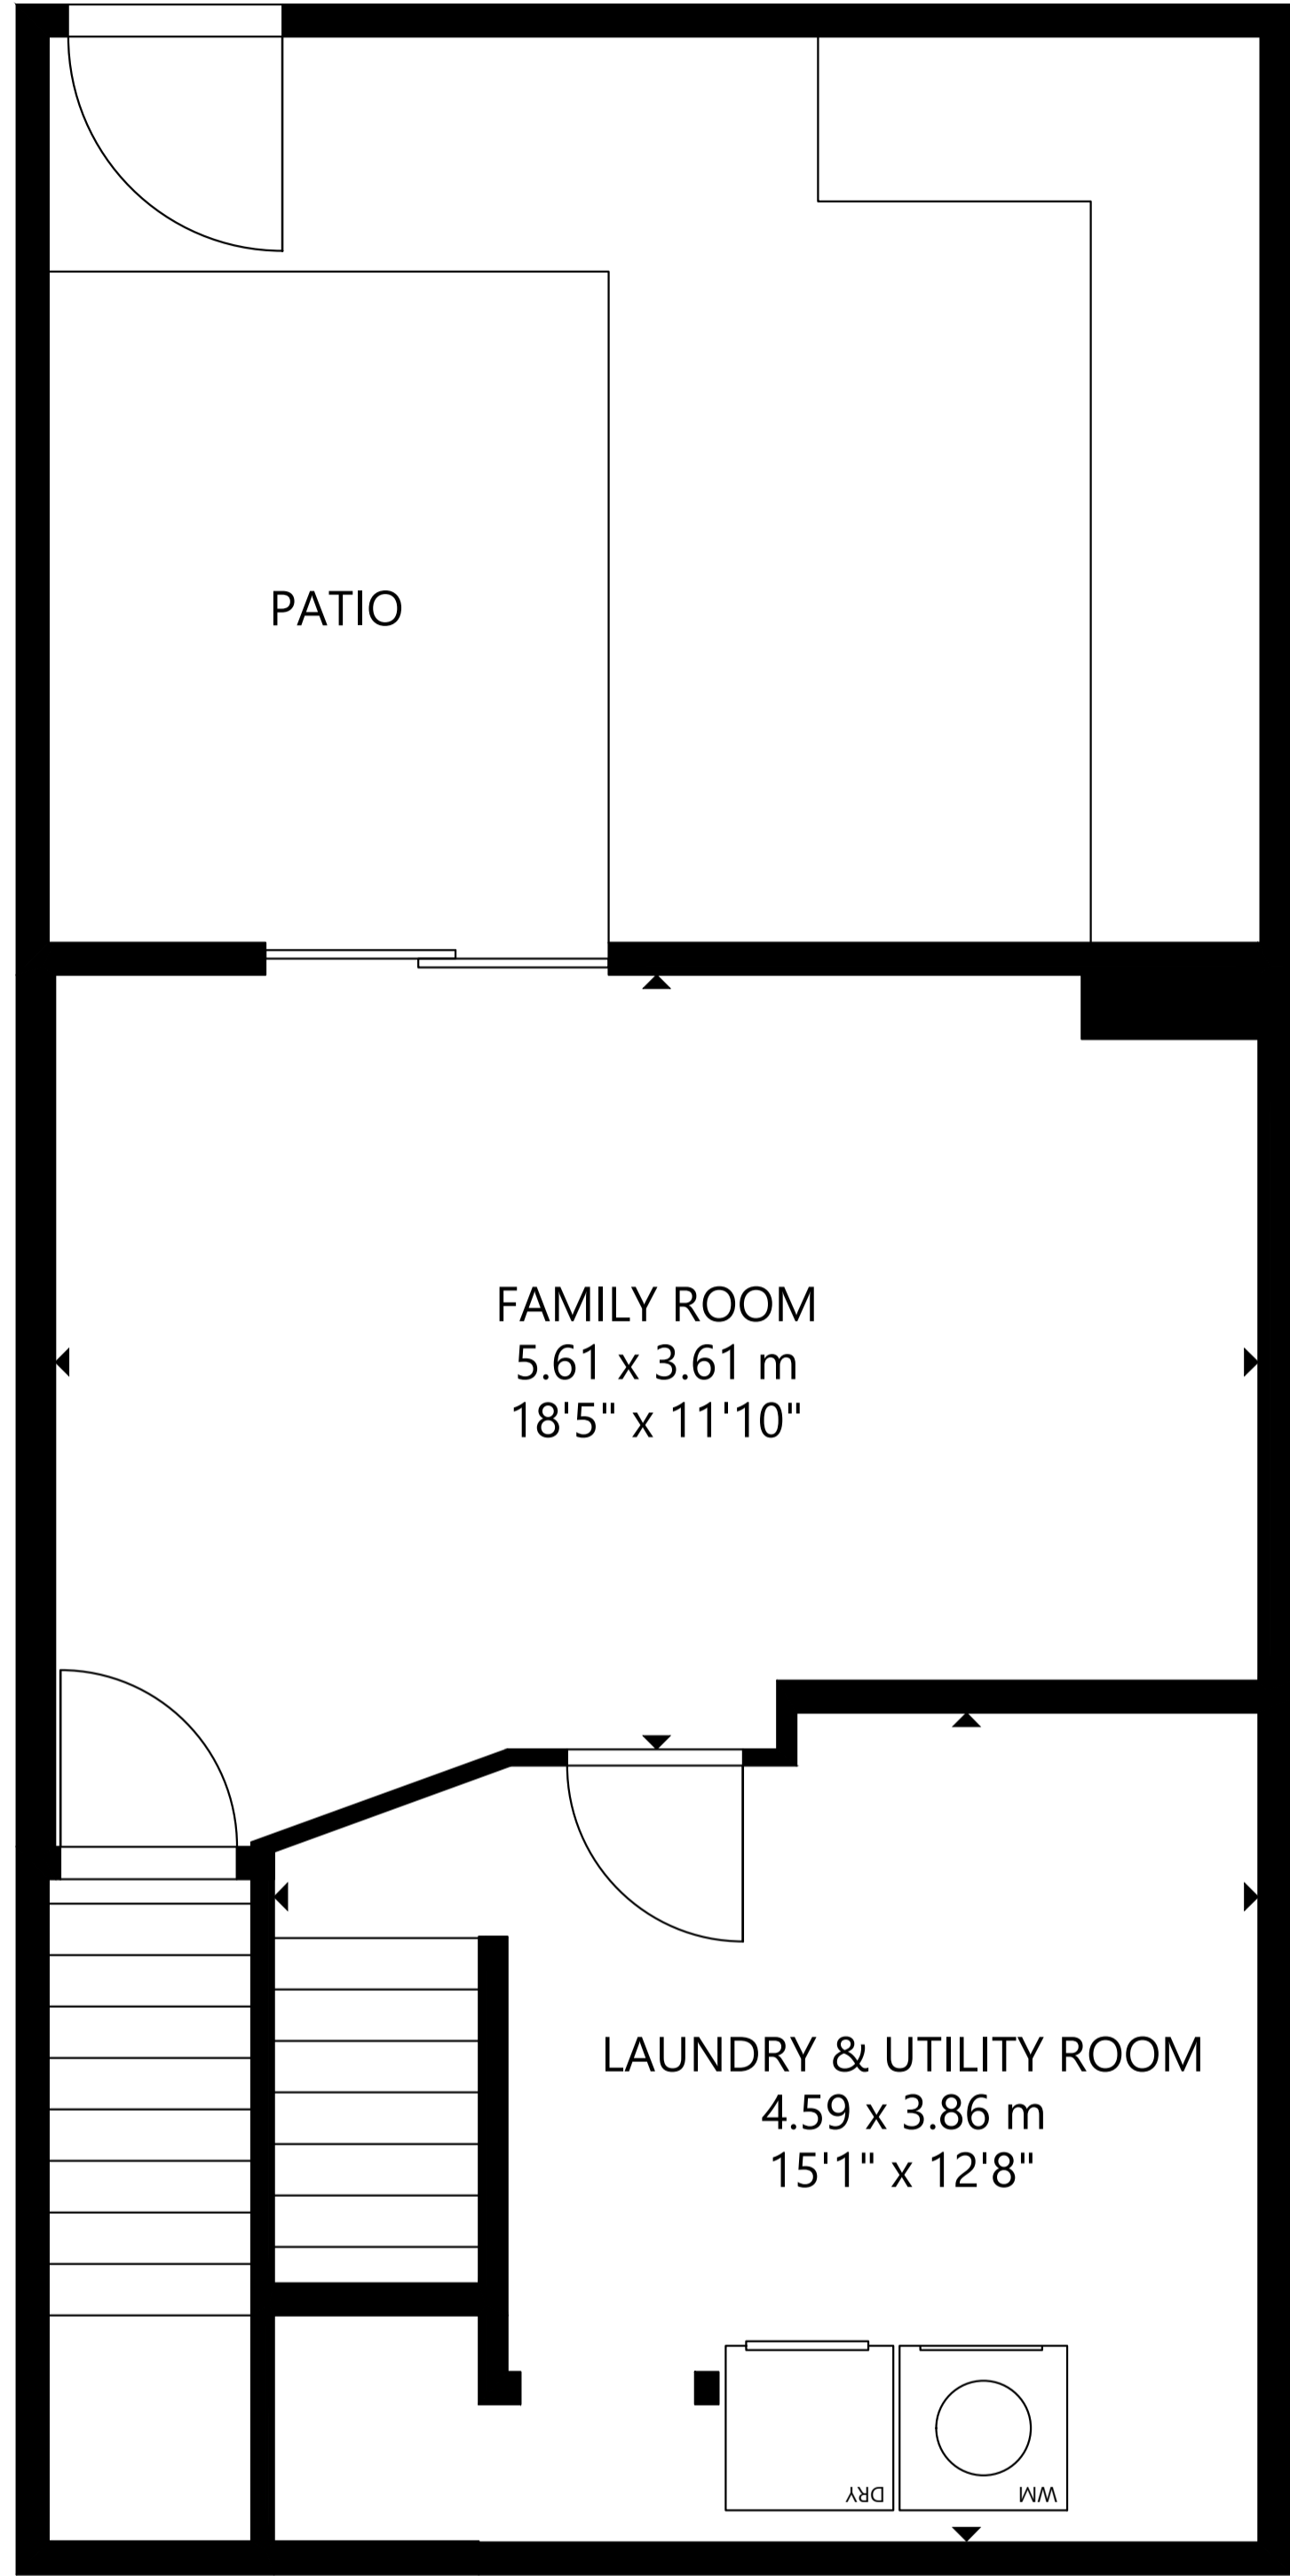 PATIO
FAMILY ROOM
5.61 x 3.61 m
18'5" x 11'10"
LAUNDRY & UTILITY ROOM
4.59 x 3.86 m
15'1" x 12'8"
DRY
WM